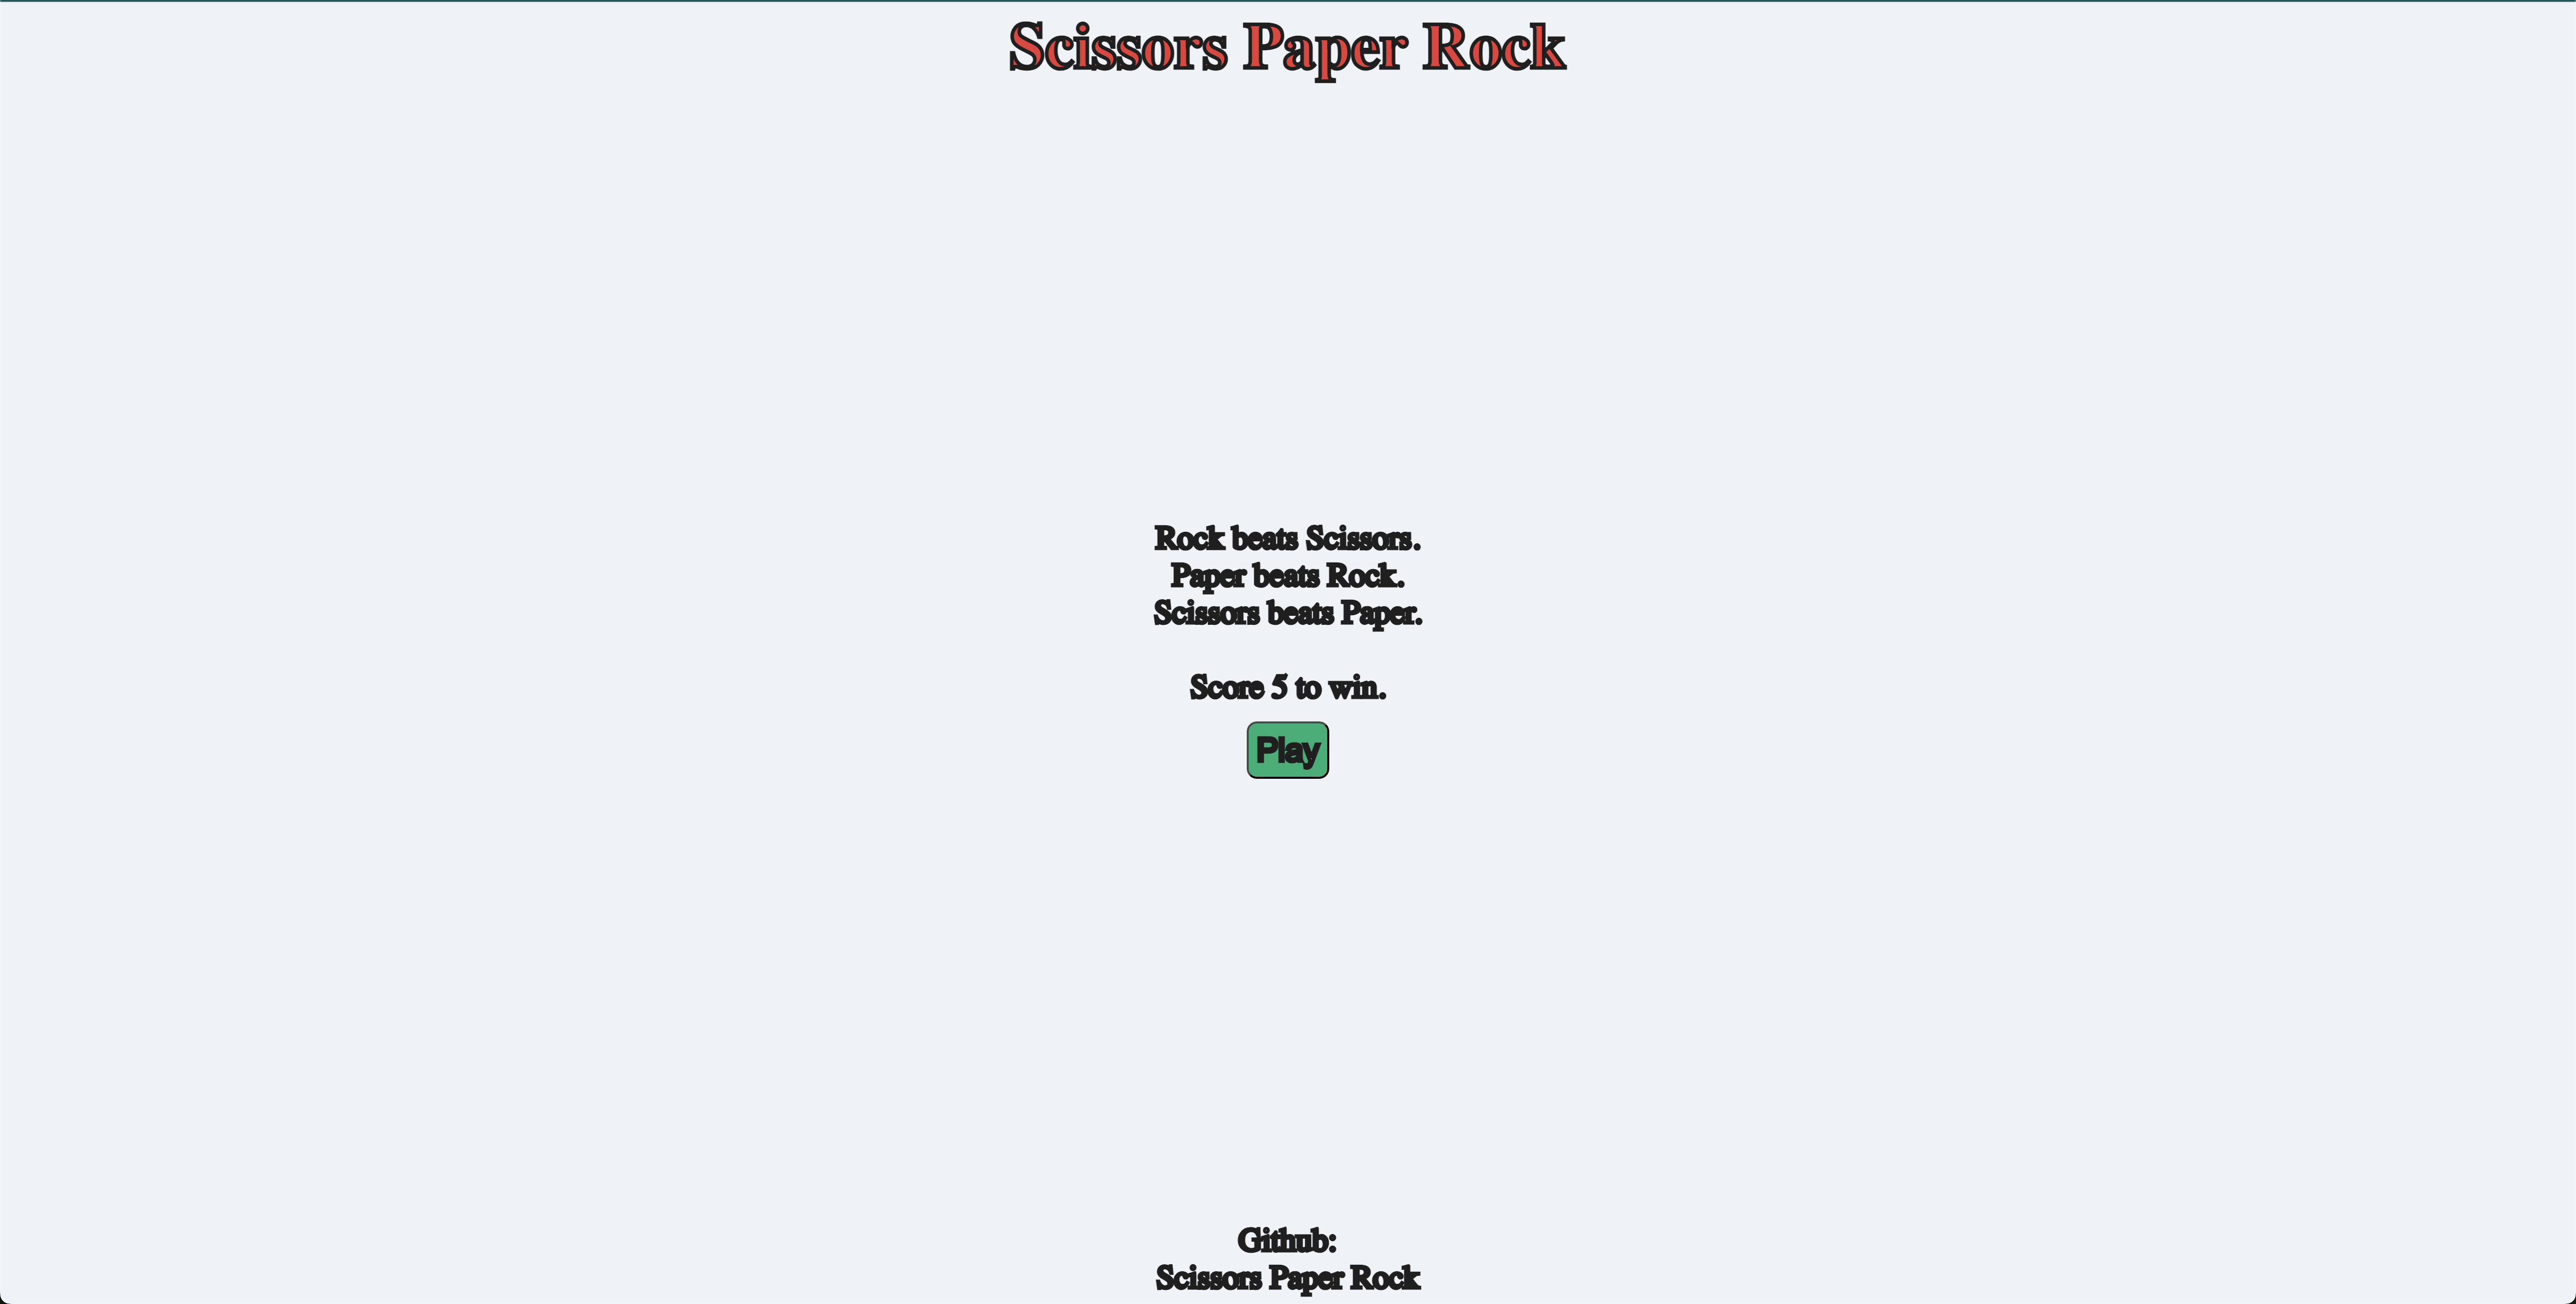 Scissors Paper Rock
Rock beats Scissors.
Paper beats Rock.
Scissors beats Paper.
Score 5 to win.
Play
Github:
Scissors Paper Rock